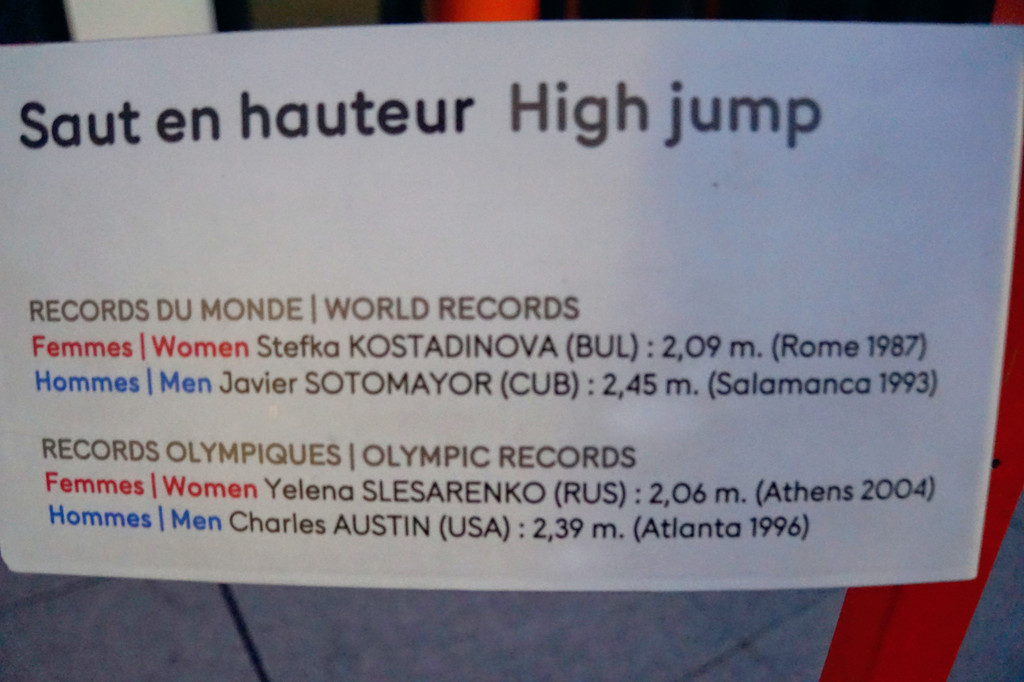 Saut en hauteur High jump
RECORDS DU MONDE | WORLD RECORDS
Femmes | Women Stefka KOSTADINOVA (BUL) : 2,09 m. (Rome 1987)
Hommes | Men Javier SOTOMAYOR (CUB) : 2,45 m. (Salamanca 1993)
RECORDS OLYMPIQUES | OLYMPIC RECORDS
Femmes | Women Yelena SLESARENKO (RUS) : 2,06 m. (Athens 2004)
Hommes | Men Charles AUSTIN (USA) : 2,39 m. (Atlanta 1996)